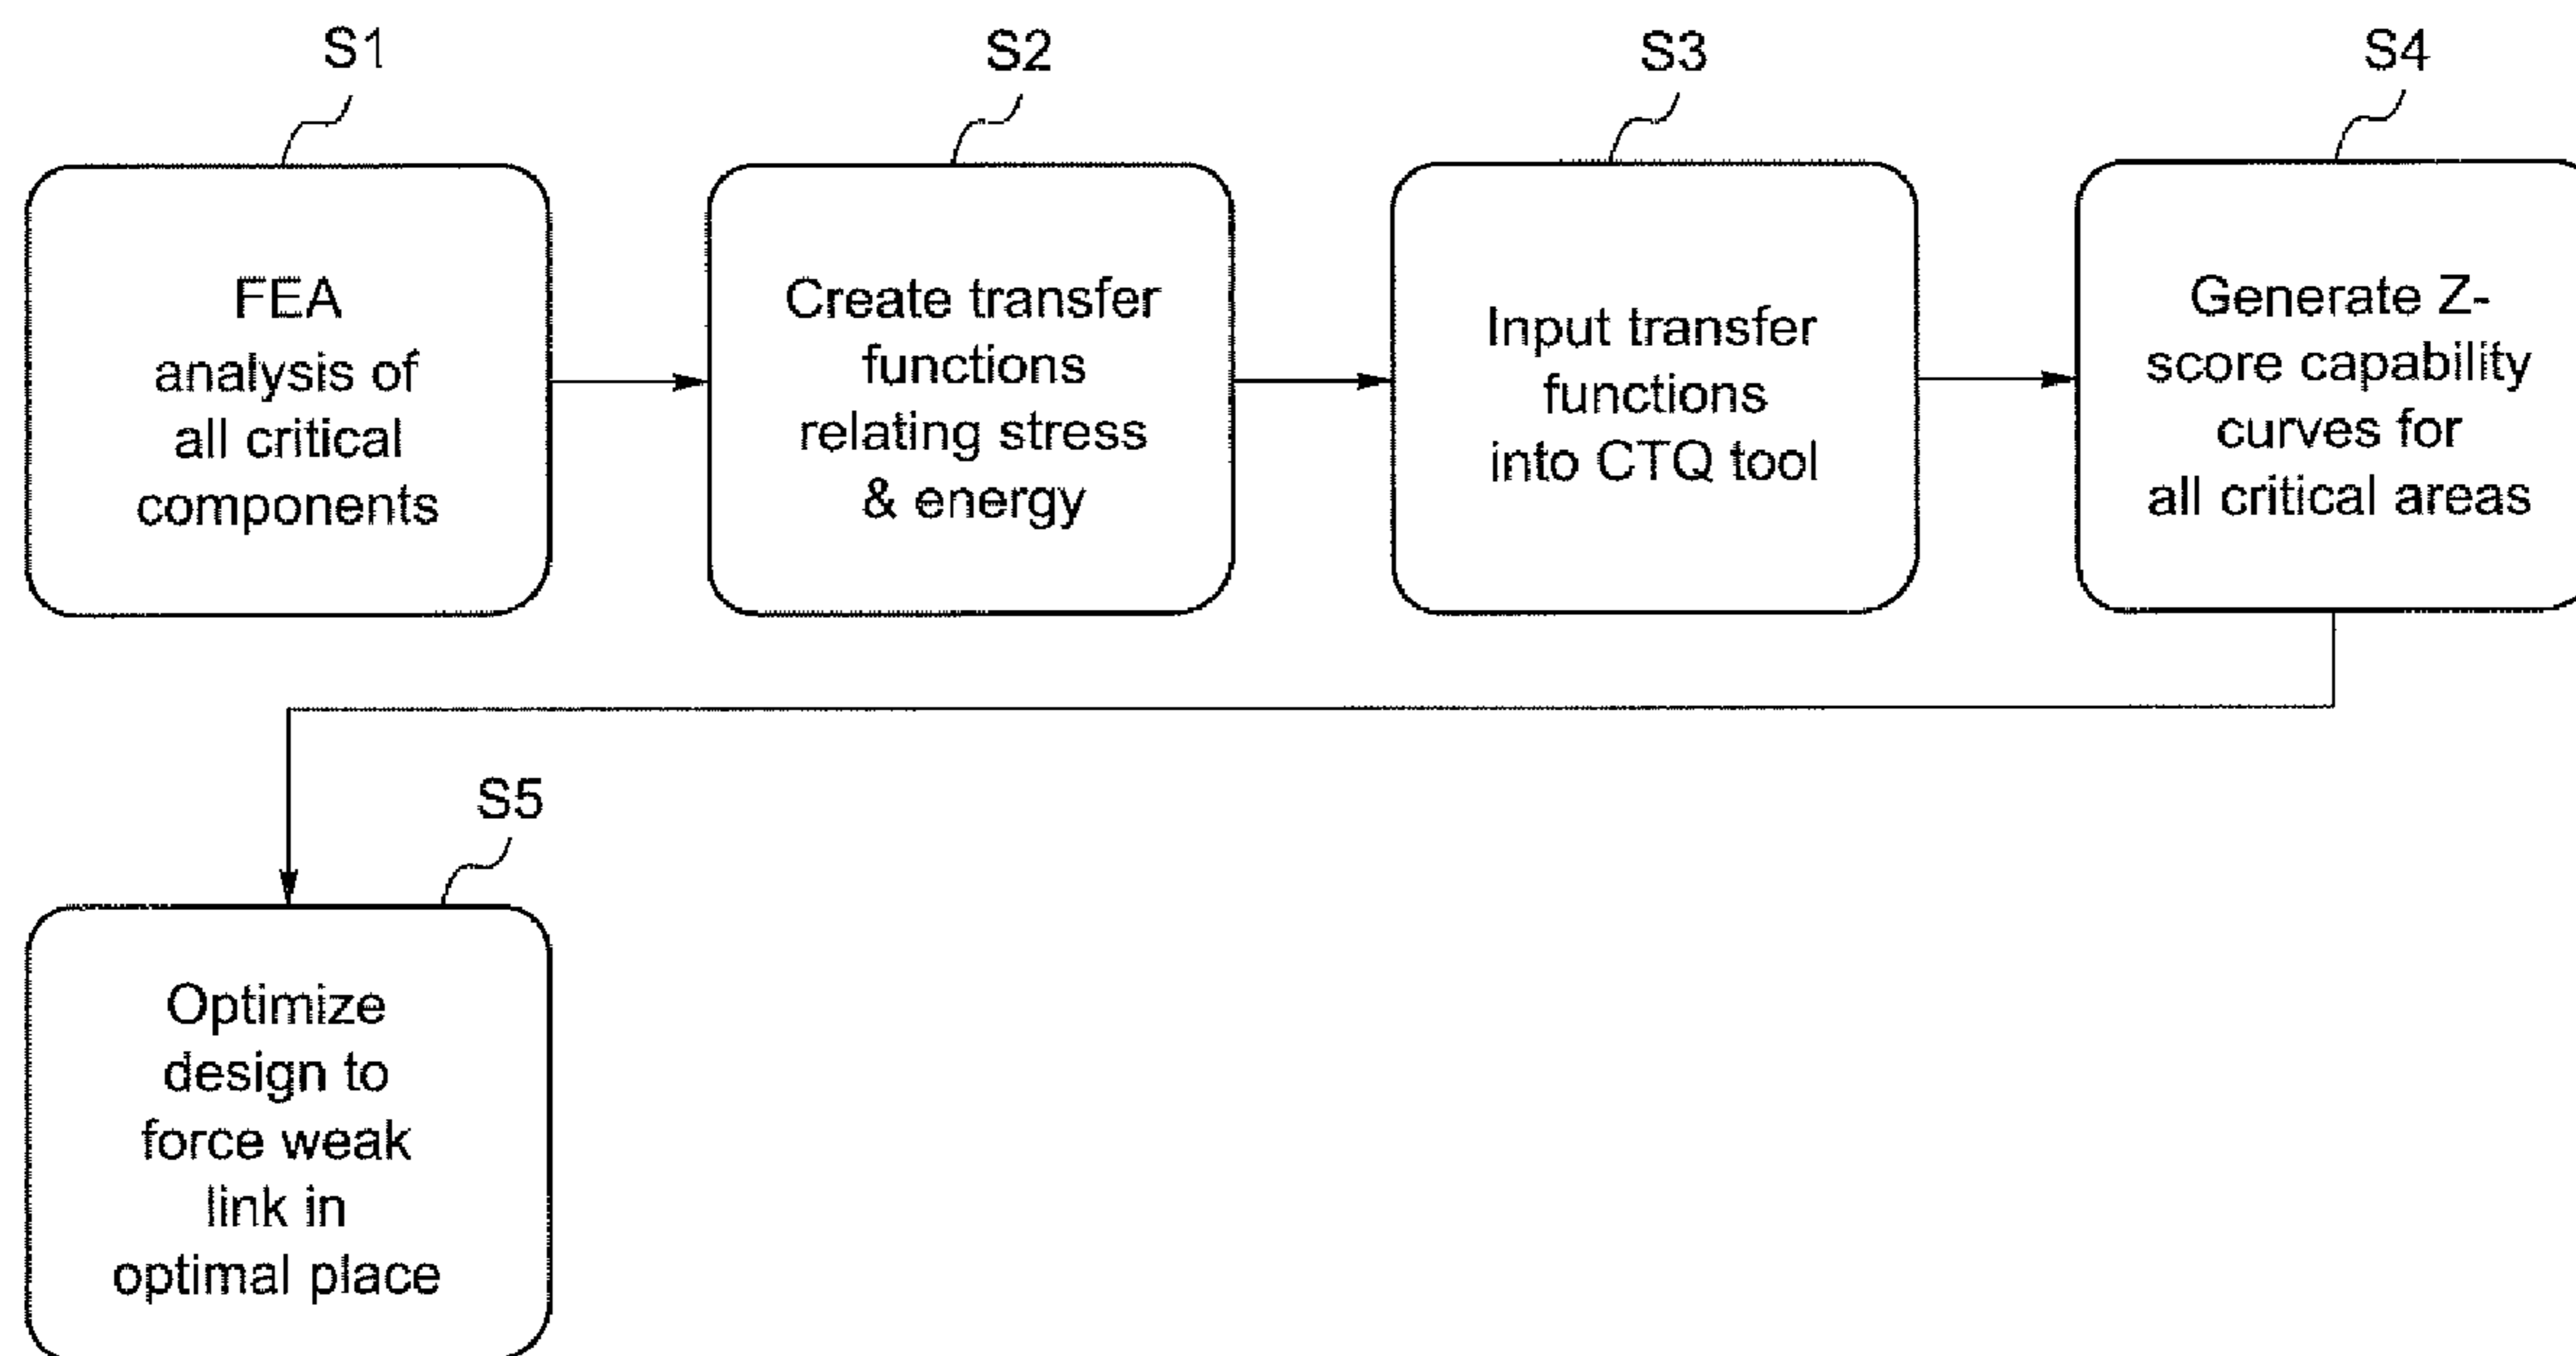 S1
S2
S3
S4
FEA
analysis of
all critical
components
Create transfer
functions
relating stress
& energy
Input transfer
functions
into CTQ tool
Generate Z-
score capability
curves for
all critical areas
S5
Optimize
design to
force weak
link in
optimal place